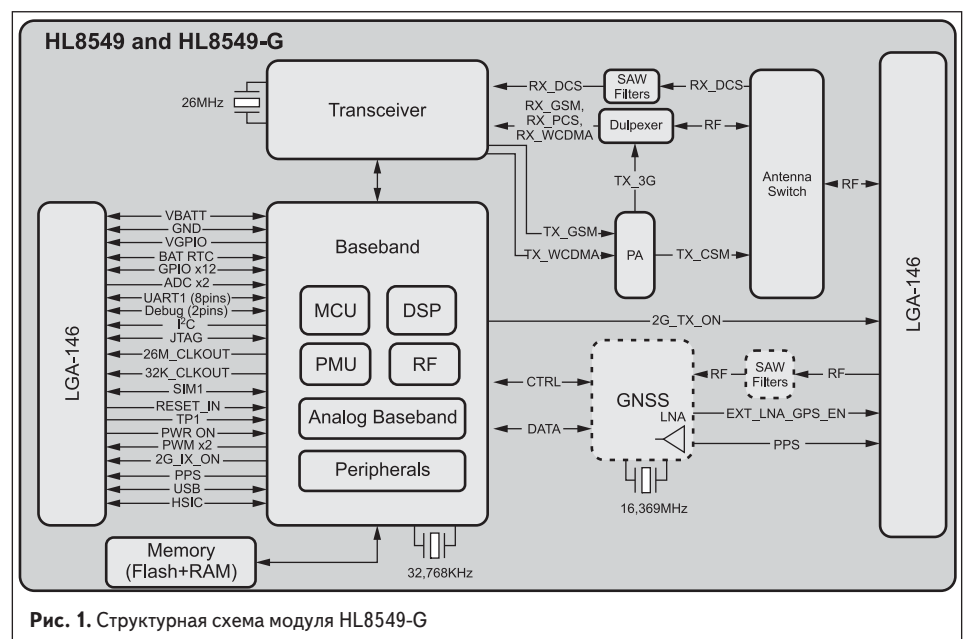 HL8549 and HL8549-G
26MHz
Transceiver
RX_DCS
SAW
Filters
RX_DCS
RX_GSM,
RX_PCS,
RX_WCDMA
Dulpexer
RF
TX_3G
Antenna
Switch
RF
LGA-146
TX_GSM
TX_WCDMA
PA
TX_CSM
LGA-146
VBATT
GND
VGPIO
BAT RTC
GPIO x12
ADC x2
UART1 (8pins)
Debug (2pins)
I²C
JTAG
26M_CLKOUT
32K_CLKOUT
SIM1
RESET_IN
TP1
PWR ON
PWM x2
2G_IX_ON
PPS
USB
HSIC
Baseband
MCU
DSP
PMU
RF
Analog Baseband
Peripherals
2G_TX_ON
CTRL
DATA
GNSS
LNA
RF
SAW
Filters
RF
EXT_LNA_GPS_EN
PPS
16,369MHz
Memory
(Flash+RAM)
32,768KHz
Рис. 1. Структурная схема модуля HL8549-G